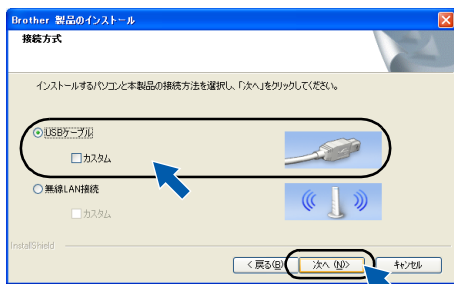 Brother 製品のインストール
接続方式
インストールするパソコンと本製品の接続方法を選択し、「次へ」をクリックしてください。
USBケーブル
カスタム
無線LAN接続
カスタム
InstallShield
< 戻る(B)
次へ (N)>
キャンセル